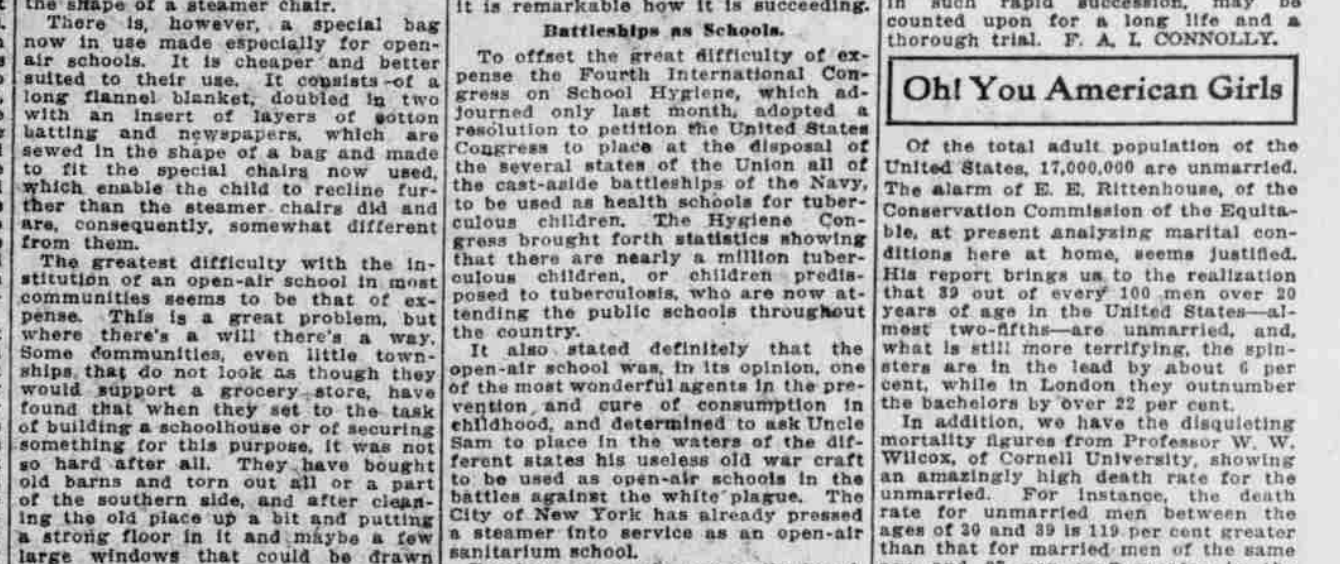 the shape of a steamer chair.
There is, however, a special bag
now in use made especially for open-
air schools. It is cheaper and better
suited to their use. It consists of a
long flannel blanket, doubled in two
with an insert of layers of cotton
batting and newspapers, which are
sewed in the shape of a bag and made
to fit the special chairs now used,
which enable the child to recline fur-
ther than the steamer chairs did and
are, consequently, somewhat different
from them.
The greatest difficulty with the in-
stitution of an open-air school in most
communities seems to be that of ex-
pense. This is a great problem, but
where there's a will there's a way.
Some communities, even little town-
ships, that do not look as though they
would support a grocery store, have
found that when they set to the task
of building a schoolhouse or of securing
something for this purpose, it was not
so hard after all. They have bought
old barns and torn out all or a part
of the southern side, and after clean-
ing the old place up a bit and putting
a strong floor in it and maybe a few
large windows that could be drawn
it is remarkable how it is succeeding.
Battleships as Schools.
To offset the great difficulty of ex-
pense the Fourth International Con-
gress on School Hygiene, which ad-
journed only last month, adopted a
resolution to petition the United States
Congress to place at the disposal of
the several states of the Union all of
the cast-aside battleships of the Navy,
to be used as health schools for tuber-
culous children. The Hygiene Con-
gress brought forth statistics showing
that there are nearly a million tuber-
culous children, or children predis-
posed to tuberculosis, who are now at-
tending the public schools throughout
the country.
It also stated definitely that the
open-air school was, in its opinion, one
of the most wonderful agents in the pre-
vention and cure of consumption in
childhood, and determined to ask Uncle
Sam to place in the waters of the dif-
ferent states his useless old war craft
to be used as open-air schools in the
battles against the white plague. The
City of New York has already pressed
a steamer into service as an open-air
sanitarium school.
in such rapid succession, may be
counted upon for a long life and a
thorough trial. F. A. I. CONNOLLY.
Oh! You American Girls
Of the total adult population of the
United States, 17,000,000 are unmarried.
The alarm of E. E. Rittenhouse, of the
Conservation Commission of the Equita-
ble, at present analyzing marital con-
ditions here at home, seems justified.
His report brings us to the realization
that 39 out of every 100 men over 20
years of age in the United States—al-
most two-fifths—are unmarried, and,
what is still more terrifying, the spin-
sters are in the lead by about 6 per
cent, while in London they outnumber
the bachelors by over 22 per cent.
In addition, we have the disquieting
mortality figures from Professor W. W.
Wilcox, of Cornell University, showing
an amazingly high death rate for the
unmarried. For instance, the death
rate for unmarried men between the
ages of 30 and 39 is 119 per cent greater
than that for married men of the same